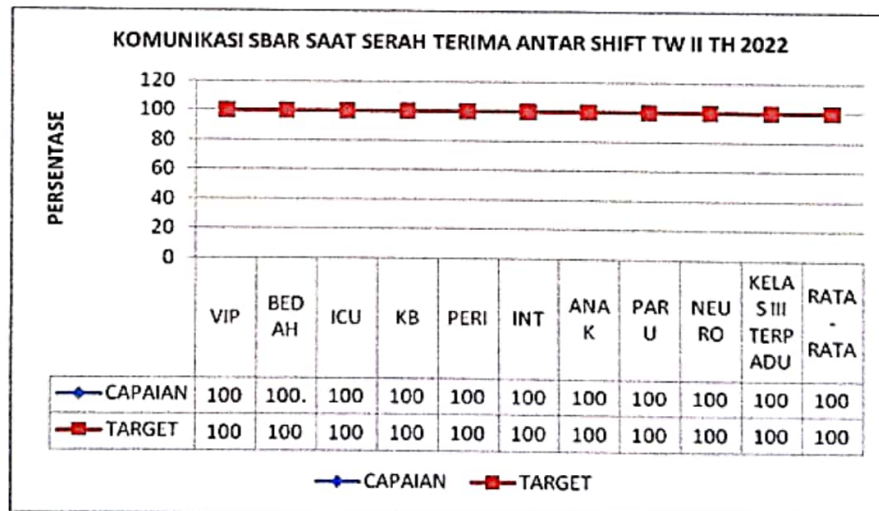 KOMUNIKASI SBAR SAAT SERAH TERIMA ANTAR SHIFT TW II TH 2022
PERSENTASE
120
100
80
60
40
20
0
VIP
BED
AH
ICU
KB
PERI
INT
ANA
K
PAR
U
NEU
RO
KELA
S III
TERP
ADU
RATA
-
RATA
CAPAIAN 100 100. 100 100 100 100 100 100 100 100 100
TARGET 100 100 100 100 100 100 100 100 100 100 100
CAPAIAN TARGET